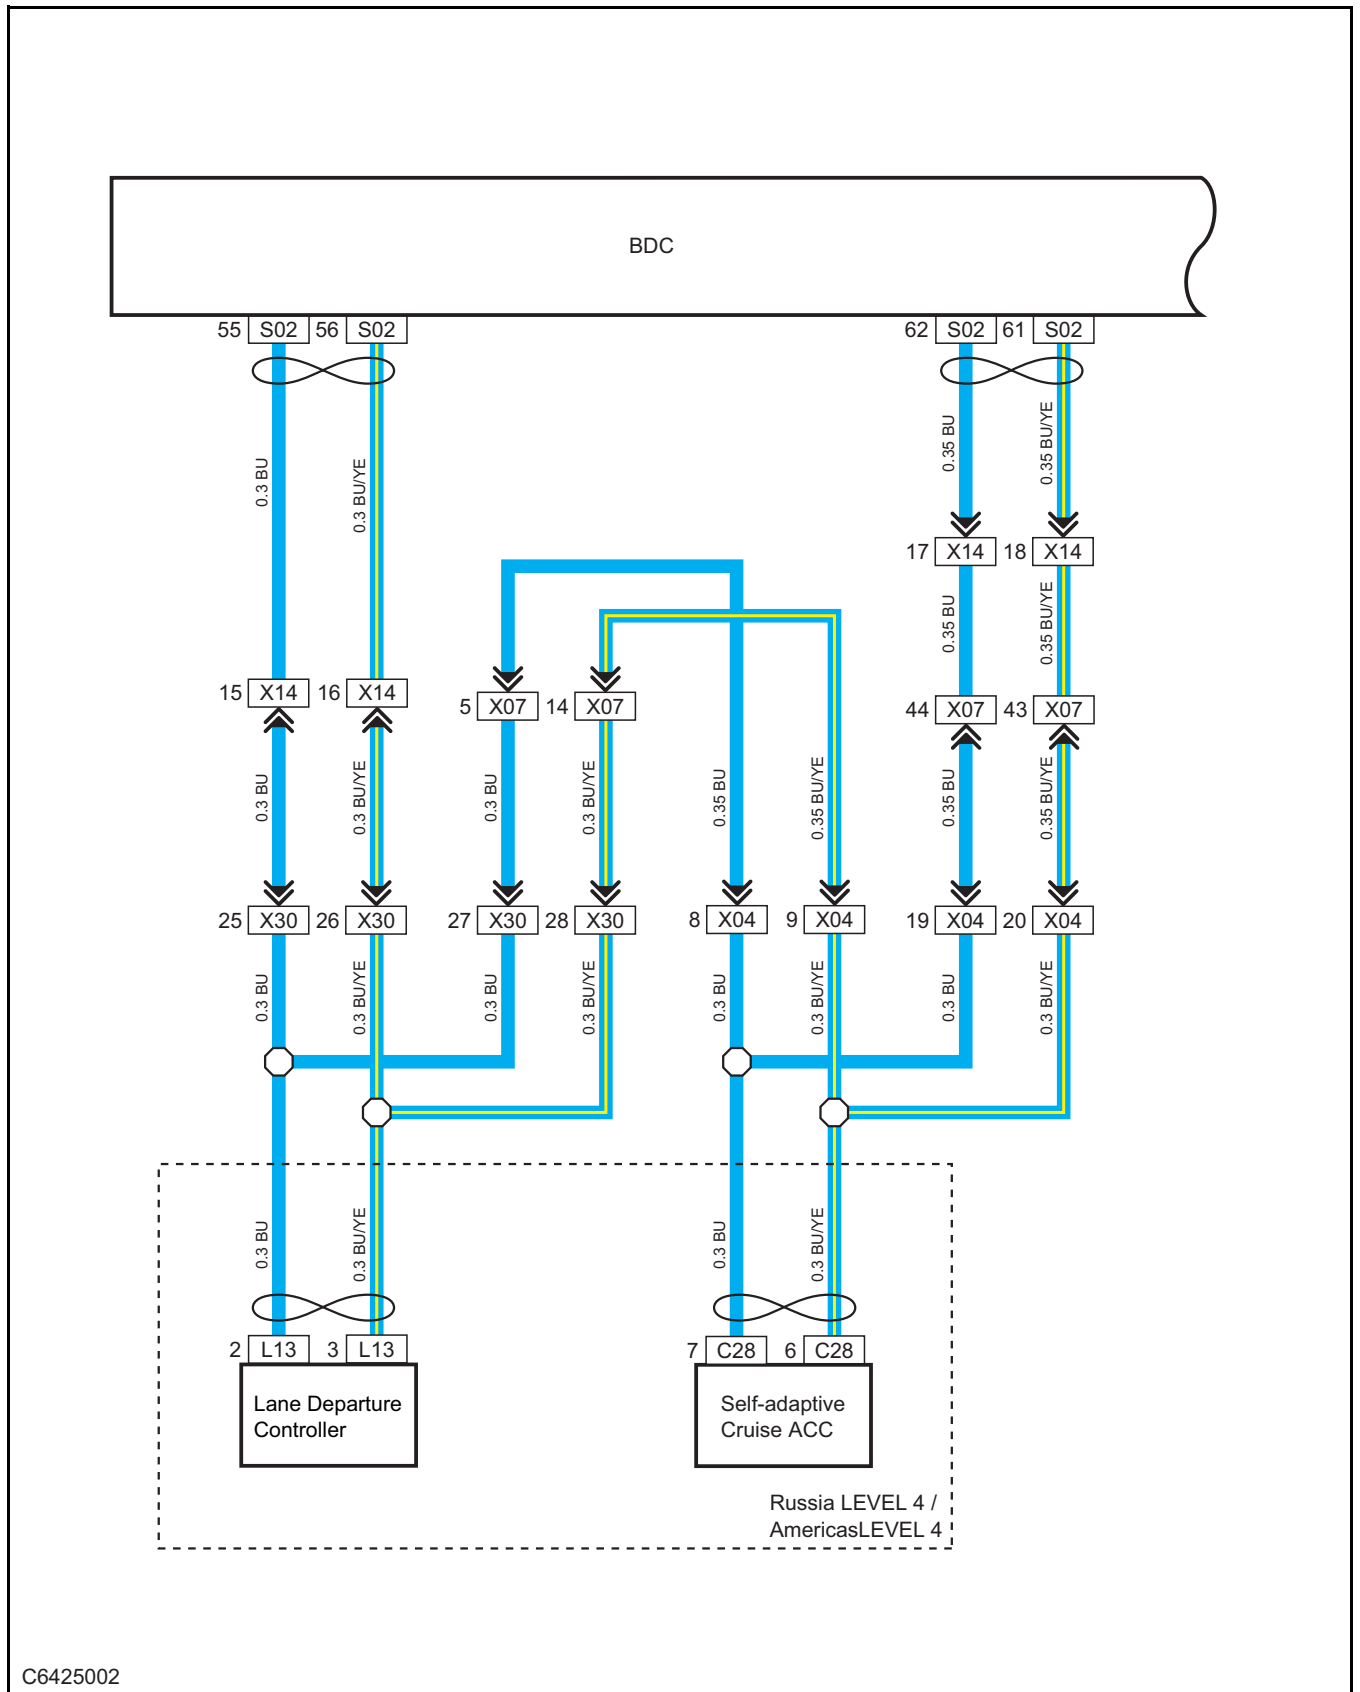 BDC
55 S02 56 S02 62 S02 61 S02
0.35 BU
0.35 BU/YE
0.3 BU
0.3 BU/YE
17 X14 18 X14
0.35 BU
0.35 BU/YE
15 X14 16 X14 5 X07 14 X07 44 X07 43 X07
0.3 BU
0.3 BU/YE
0.3 BU
0.3 BU/YE
0.35 BU
0.35 BU/YE
0.35 BU
0.35 BU/YE
25 X30 26 X30 27 X30 28 X30 8 X04 9 X04 19 X04 20 X04
0.3 BU
0.3 BU/YE
0.3 BU
0.3 BU/YE
0.3 BU
0.3 BU/YE
0.3 BU
0.3 BU/YE
0.3 BU
0.3 BU/YE
0.3 BU
0.3 BU/YE
2 L13 3 L13 7 C28 6 C28
Lane Departure
Controller
Self-adaptive
Cruise ACC
Russia LEVEL 4 /
AmericasLEVEL 4
C6425002